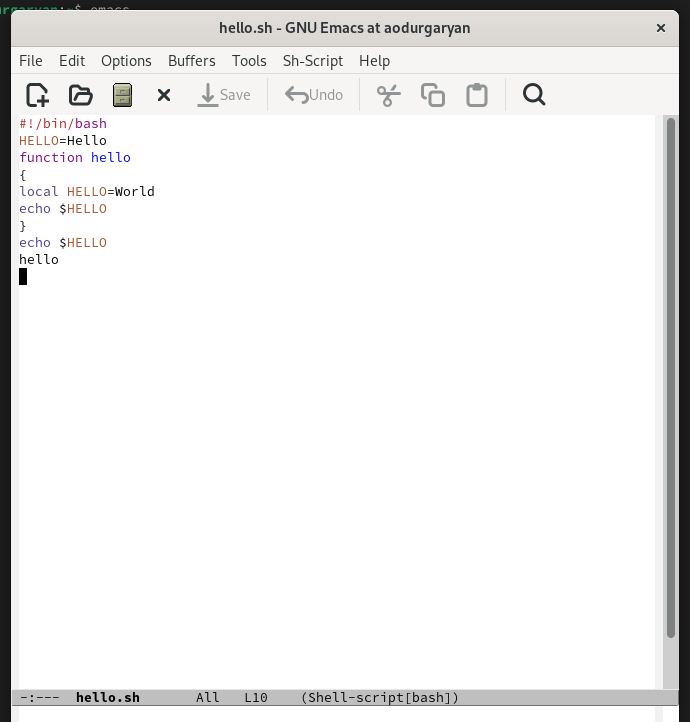 hello.sh - GNU Emacs at aodurgaryan
File Edit Options Buffers Tools Sh-Script Help
Save Undo
#!/bin/bash
HELLO=Hello
function hello
{
local HELLO=World
echo $HELLO
}
echo $HELLO
hello
-:--- hello.sh All L10 (Shell-script[bash])